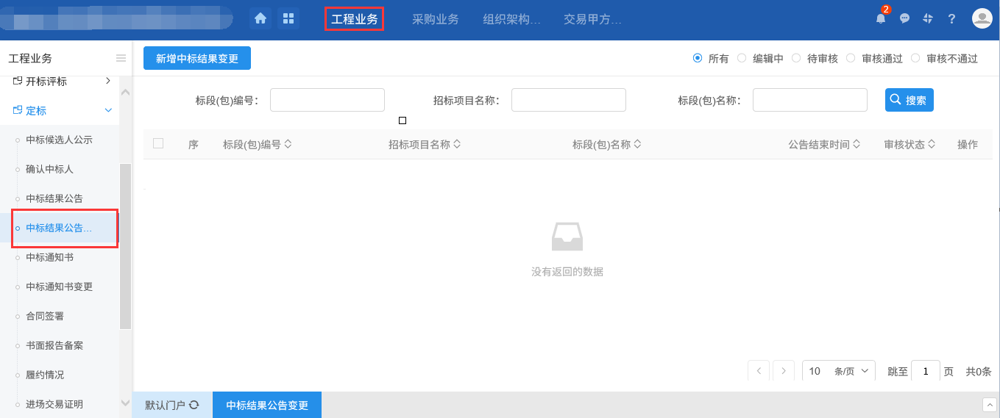 工程业务 采购业务 组织架构... 交易甲方... 2 ?
工程业务
新增中标结果变更 所有 编辑中 待审核 审核通过 审核不通过
开标评标
定标
中标候选人公示
确认中标人
中标结果公告
中标结果公告...
中标通知书
中标通知书变更
合同签署
书面报告备案
履约情况
进场交易证明
标段(包)编号： 招标项目名称： 标段(包)名称： 搜索
序 标段(包)编号 招标项目名称 标段(包)名称 公告结束时间 审核状态 操作
没有返回的数据
10 条/页 跳至 1 页 共0条
默认门户 中标结果公告变更